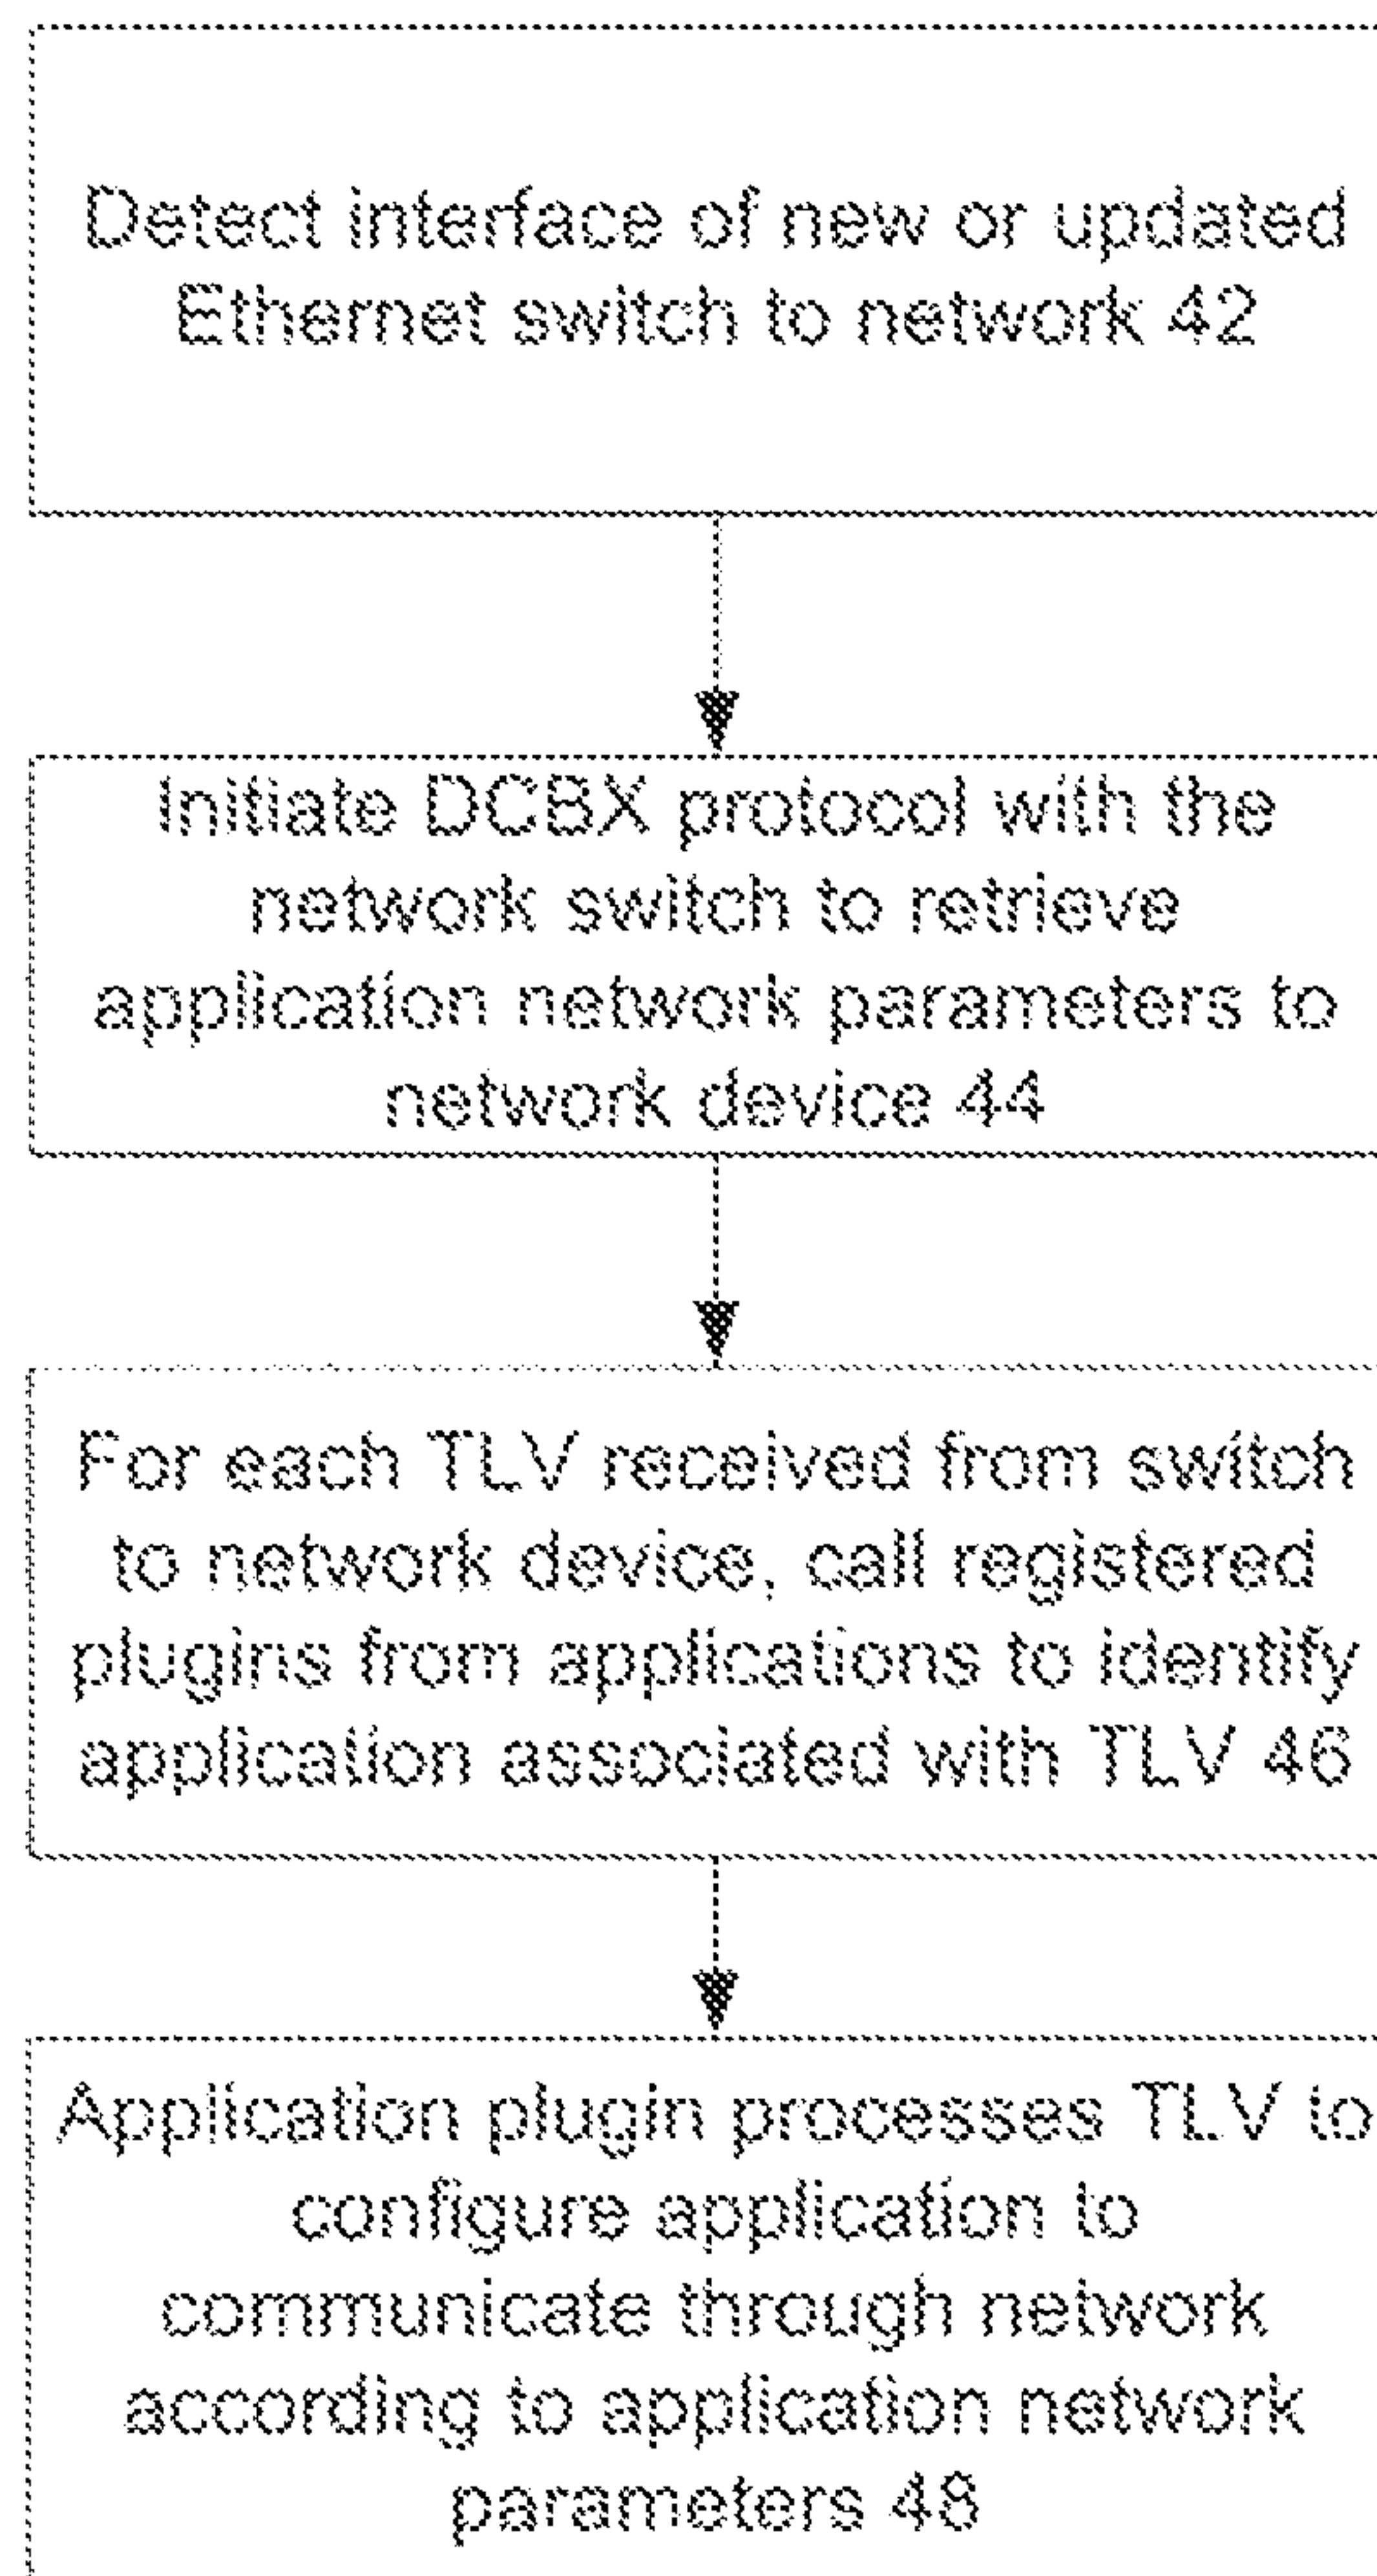 Detect interface of new or updated
Ethernet switch to network 42
Initiate DCBX protocol with the
network switch to retrieve
application network parameters to
network device 44
For each TLV received from switch
to network device, call registered
plugins from applications to identify
application associated with TLV 46
Application plugin processes TLV to
configure application to
communicate through network
according to application network
parameters 48